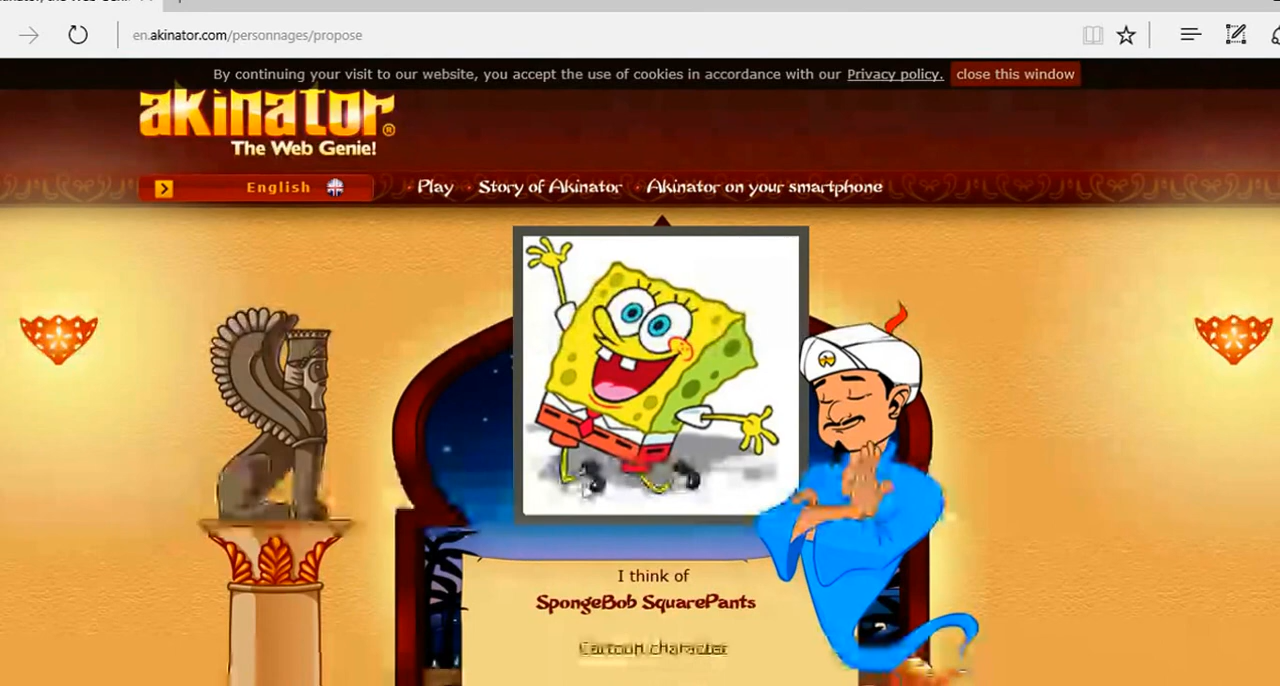 en.akinator.com/personnages/propose
By continuing your visit to our website, you accept the use of cookies in accordance with our Privacy policy. close this window
akinator®
The Web Genie!
English · Play · Story of Akinator · Akinator on your smartphone
I think of
SpongeBob SquarePants
Cartoon character